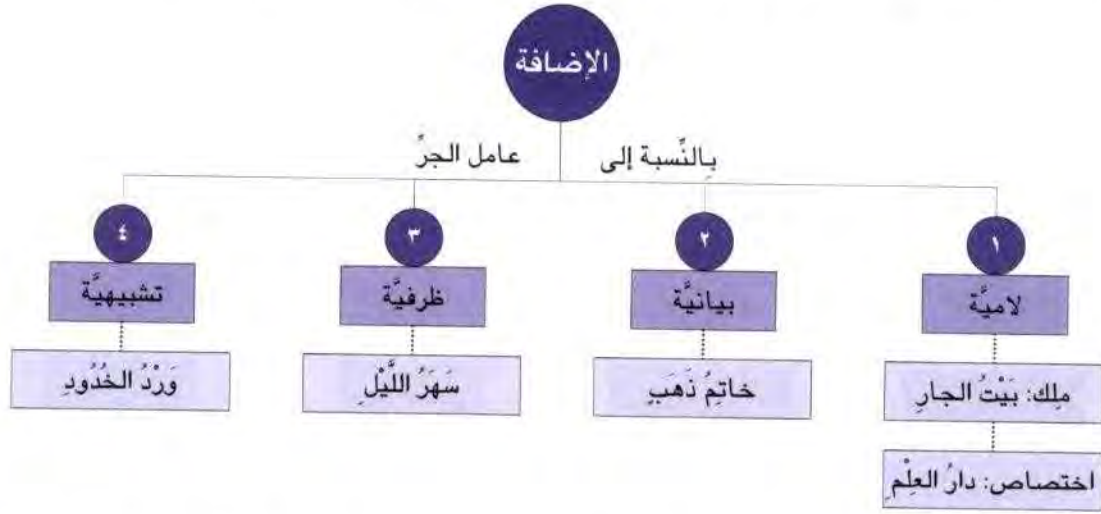 الإضافة
بِالنِّسبة إلى عامل الجرِّ
١
لاميَّة
مِلك: بَيْتُ الجارِ
اختصاص: دارُ العِلْمِ
٢
بيانيَّة
خاتِمُ ذَهَبٍ
٣
ظرفيَّة
سَهَرُ اللَّيْلِ
٤
تشبيهيَّة
وَرْدُ الخُدُودِ